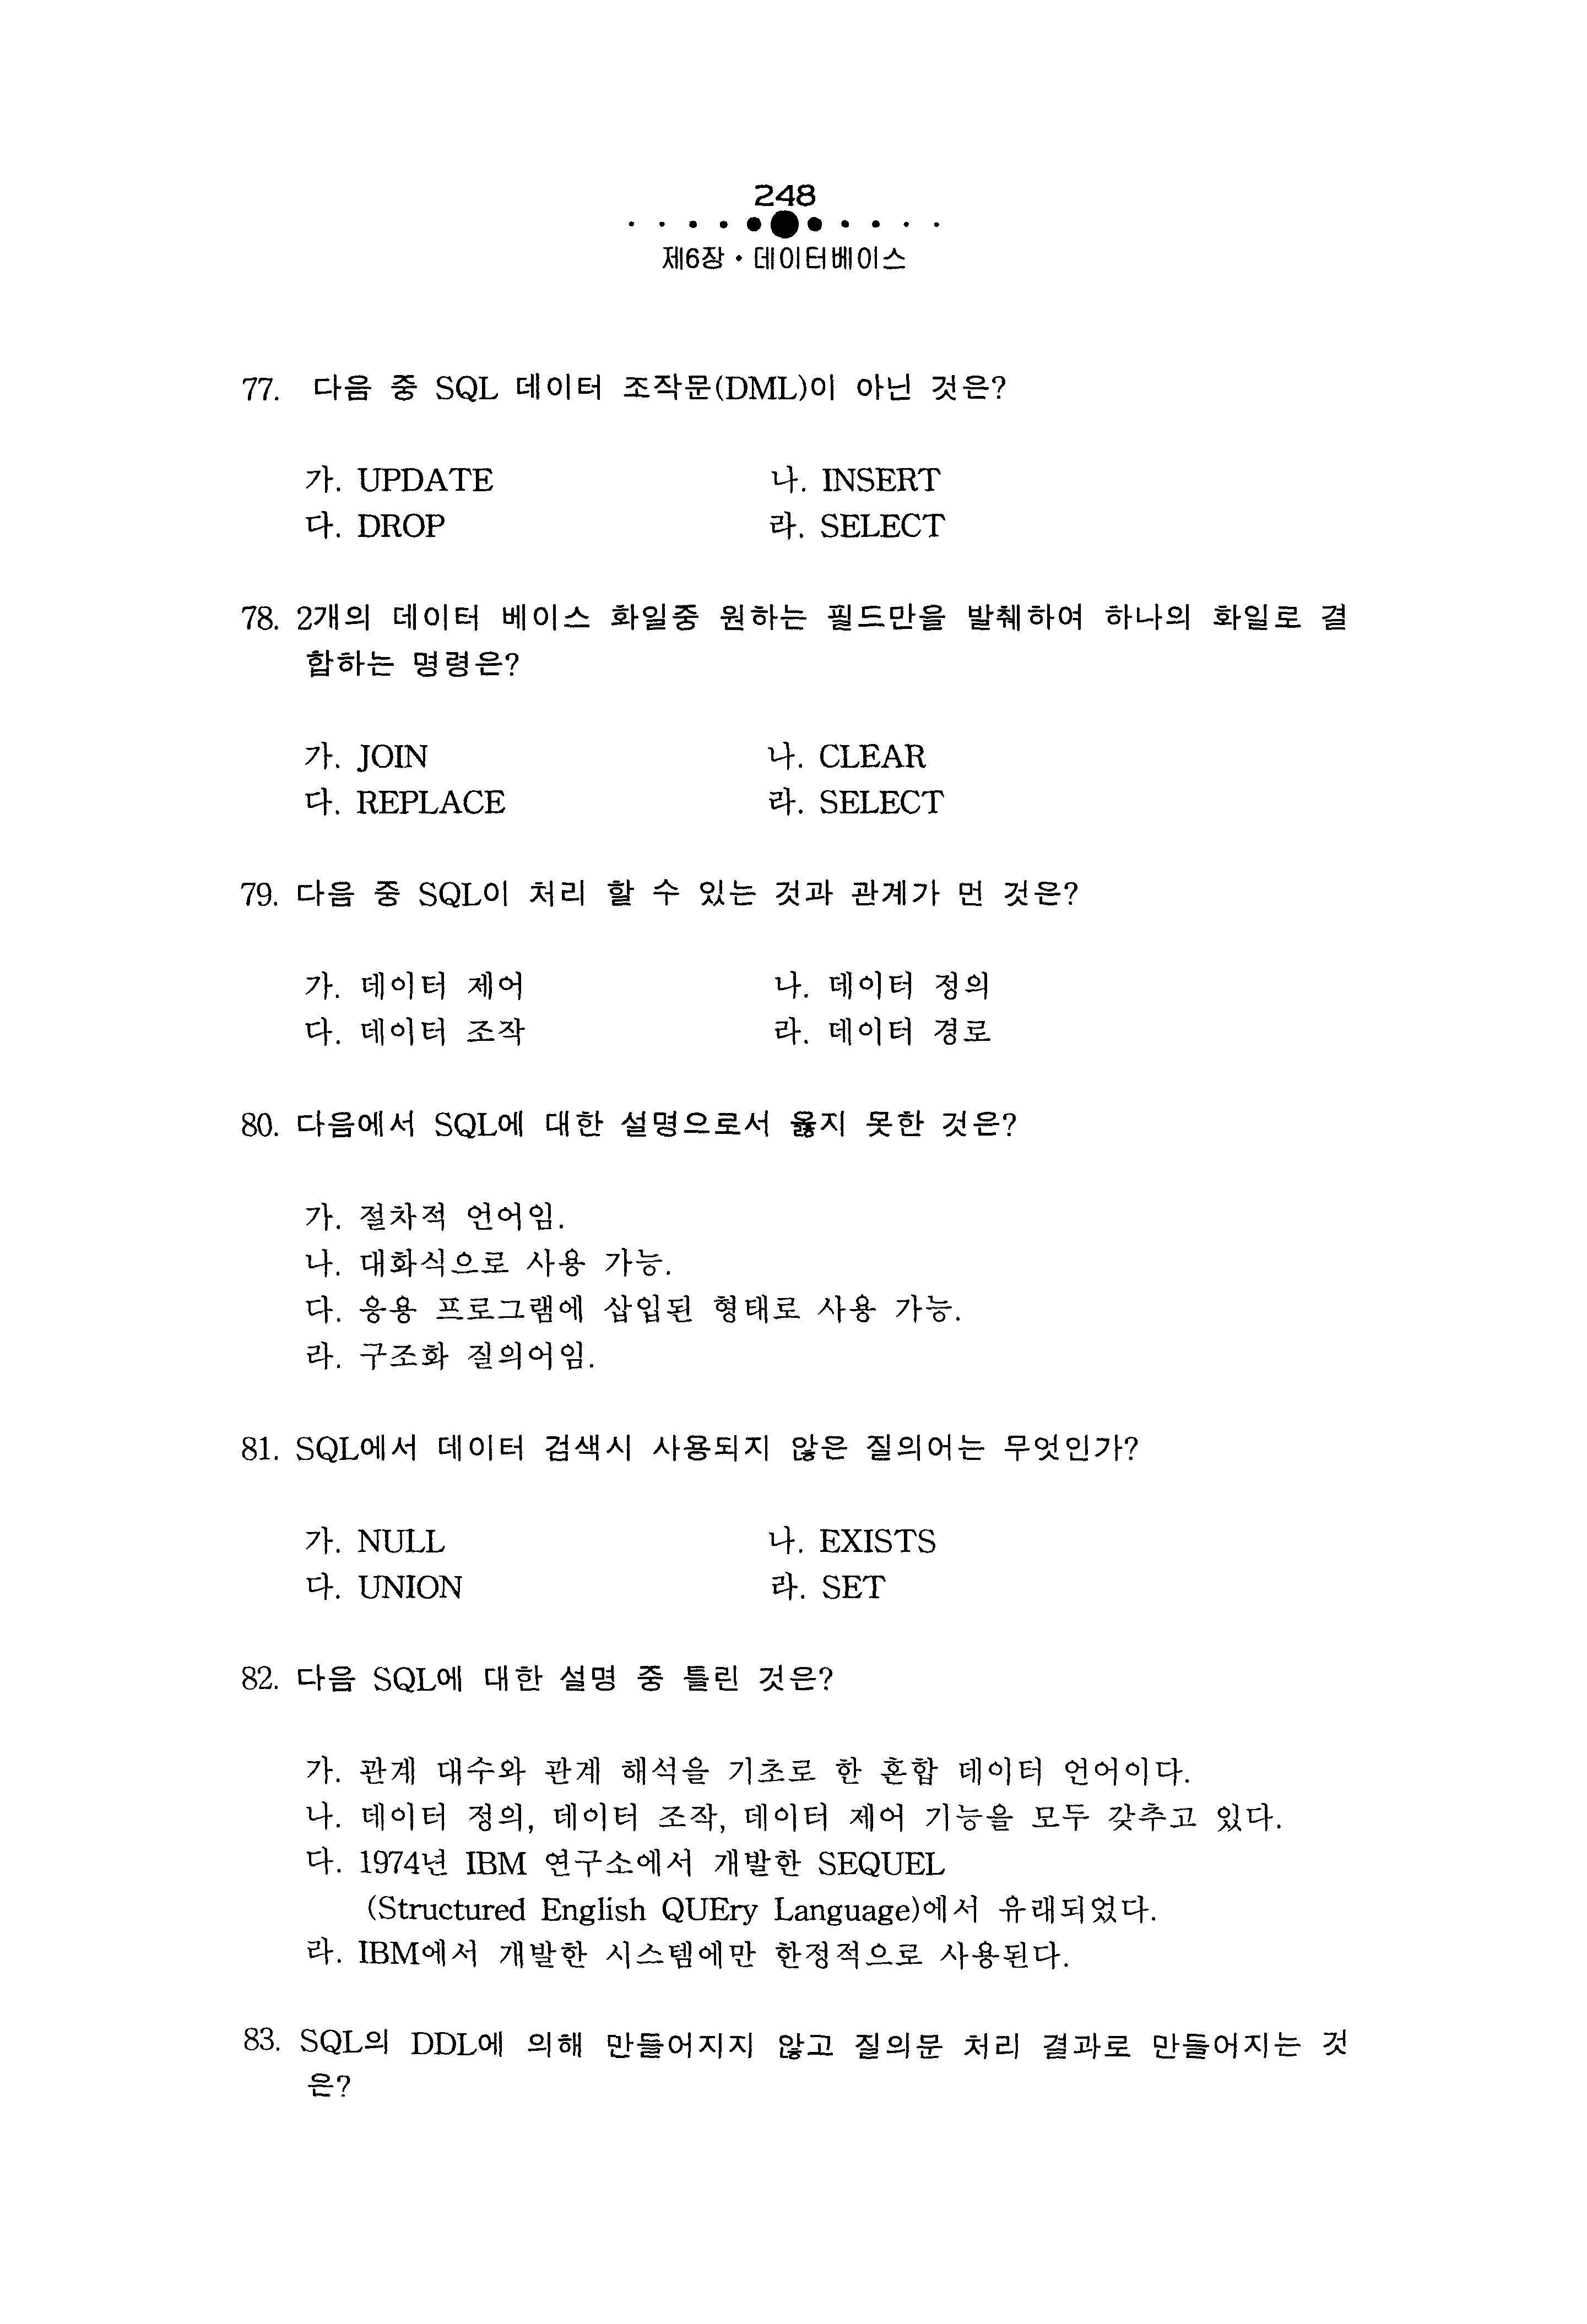 248
제6장 • 데이터베이스
77. 다음 중 SQL 데이터 조작문(DML)이 아닌 것은?
가. UPDATE 나. INSERT
다. DROP 라. SELECT
78. 2개의 데이터 베이스 화일중 원하는 필드만을 발췌하여 하나의 화일로 결
합하는 명령은?
가. JOIN 나. CLEAR
다. REPLACE 라. SELECT
79. 다음 중 SQL이 처리 할 수 있는 것과 관계가 먼 것은?
가. 데이터 제어 나. 데이터 정의
다. 데이터 조작 라. 데이터 경로
80. 다음에서 SQL에 대한 설명으로서 옳지 못한 것은?
가. 절차적 언어임.
나. 대화식으로 사용 가능.
다. 응용 프로그램에 삽입된 형태로 사용 가능.
라. 구조화 질의어임.
81. SQL에서 데이터 검색시 사용되지 않은 질의어는 무엇인가?
가. NULL 나. EXISTS
다. UNION 라. SET
82. 다음 SQL에 대한 설명 중 틀린 것은?
가. 관계 대수와 관계 해석을 기초로 한 혼합 데이터 언어이다.
나. 데이터 정의, 데이터 조작, 데이터 제어 기능을 모두 갖추고 있다.
다. 1974년 IBM 연구소에서 개발한 SEQUEL
(Structured English QUEry Language)에서 유래되었다.
라. IBM에서 개발한 시스템에만 한정적으로 사용된다.
83. SQL의 DDL에 의해 만들어지지 않고 질의문 처리 결과로 만들어지는 것
은?